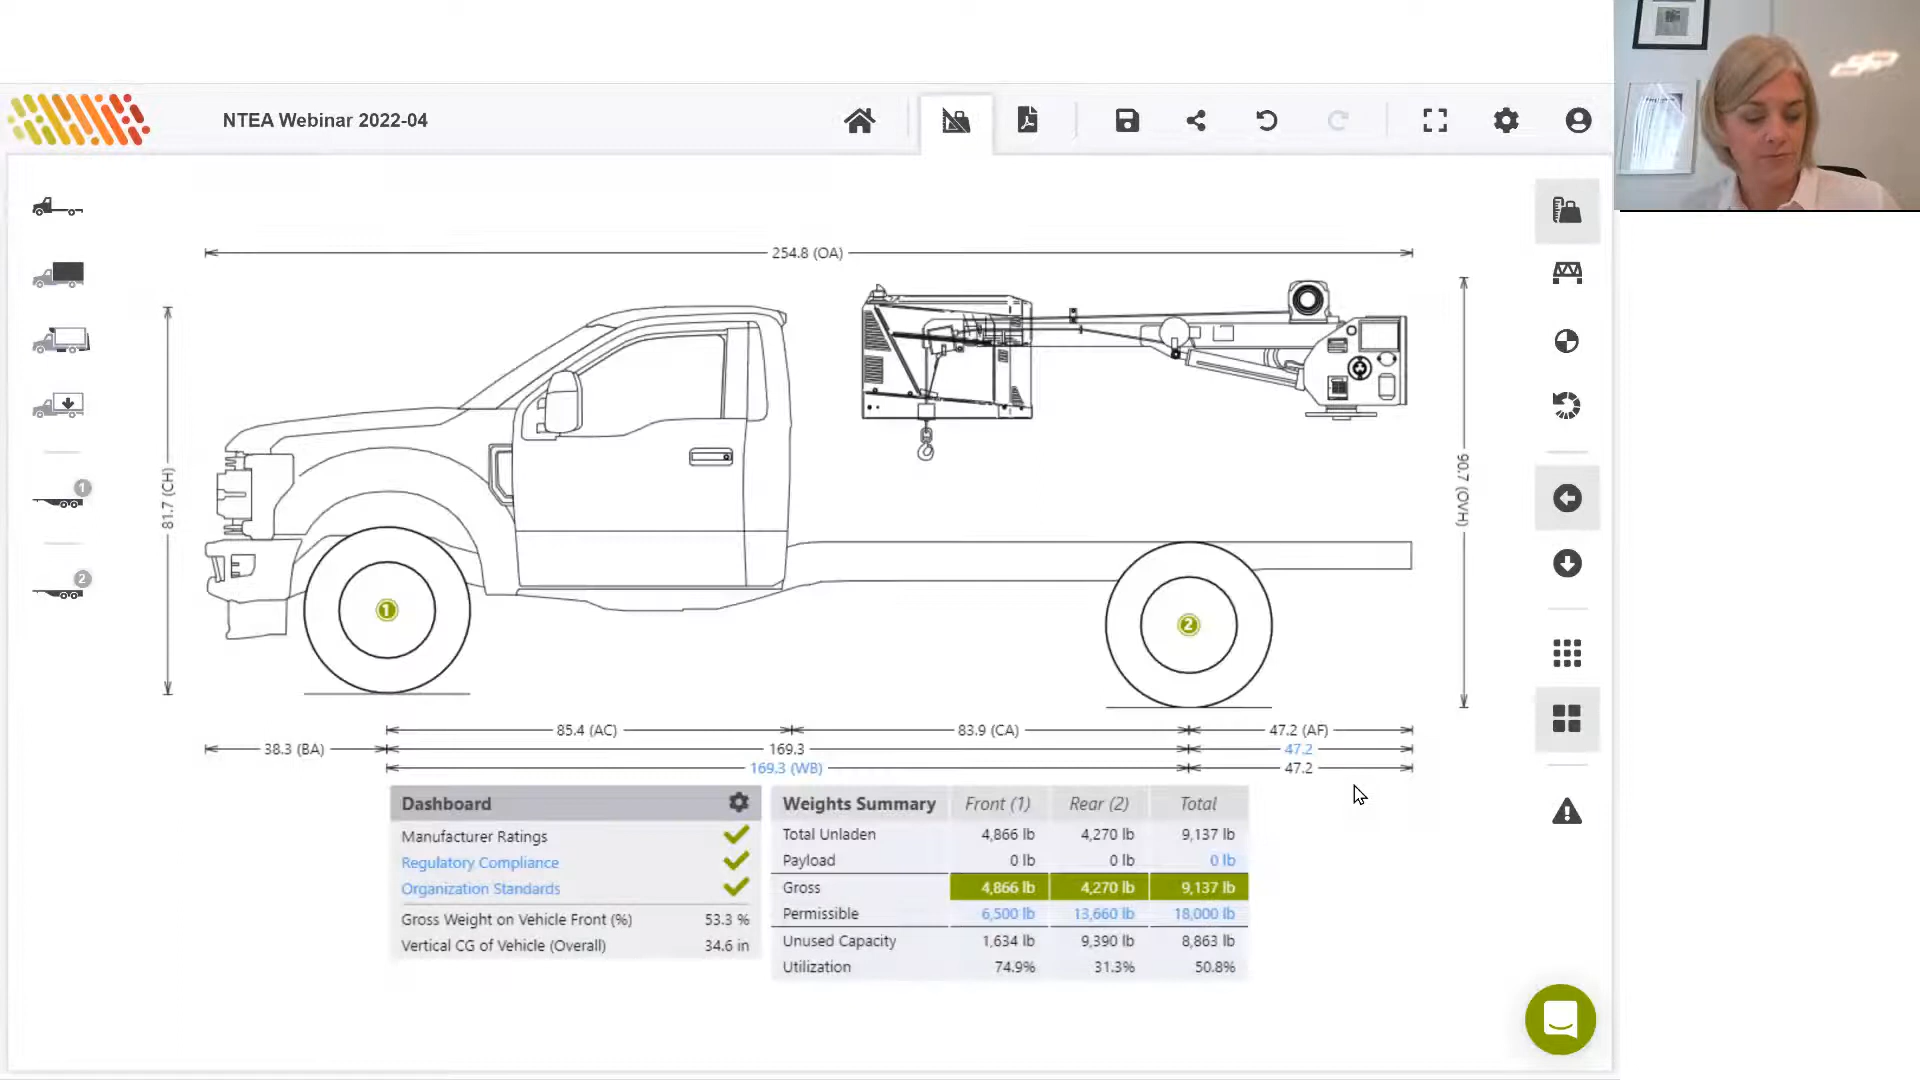 NTEA Webinar 2022-04
254.8 (OA)
81.7 (CH)
90.7 (OVH)
1
2
1
2
85.4 (AC)
83.9 (CA)
47.2 (AF)
38.3 (BA)
169.3
47.2
169.3 (WB)
47.2
Dashboard
Manufacturer Ratings
Regulatory Compliance
Organization Standards
Gross Weight on Vehicle Front (%) 53.3 %
Vertical CG of Vehicle (Overall) 34.6 in
Weights Summary Front (1) Rear (2) Total
Total Unladen 4,866 lb 4,270 lb 9,137 lb
Payload 0 lb 0 lb 0 lb
Gross 4,866 lb 4,270 lb 9,137 lb
Permissible 6,500 lb 13,660 lb 18,000 lb
Unused Capacity 1,634 lb 9,390 lb 8,863 lb
Utilization 74.9% 31.3% 50.8%